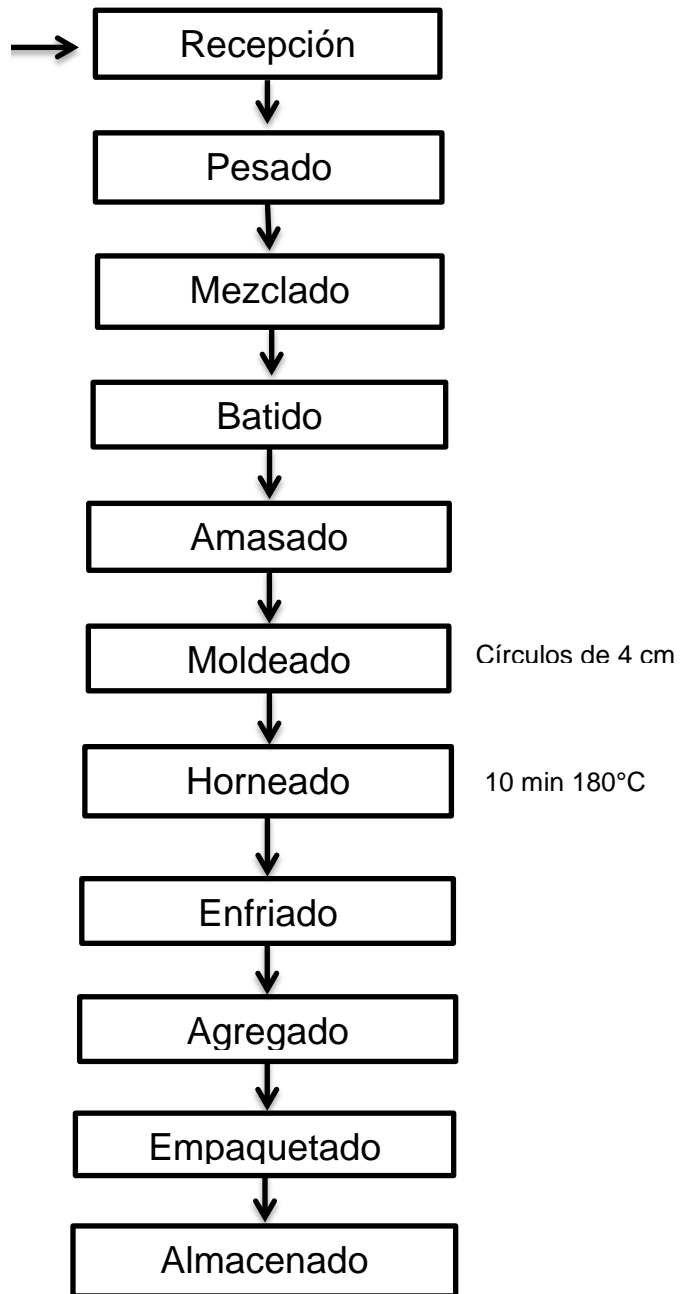 Recepción
Pesado
Mezclado
Batido
Amasado
Moldeado
Círculos de 4 cm
Horneado
10 min 180°C
Enfriado
Agregado
Empaquetado
Almacenado